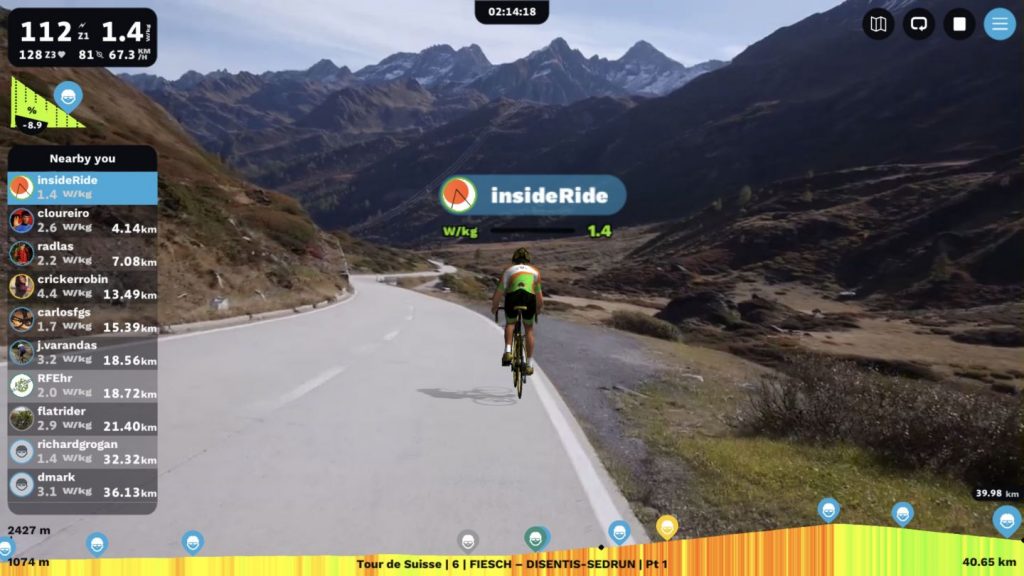 112 Z1 1.4 W/kg
128 Z3 81 67.3 KM/H
02:14:18
%
-8.9
Nearby you
insideRide
1.4 W/kg
cloureiro
2.6 W/kg 4.14km
radlas
2.2 W/kg 7.08km
crickerrobin
4.4 W/kg 13.49km
carlosfgs
1.7 W/kg 15.39km
j.varandas
3.2 W/kg 18.56km
RFEhr
2.0 W/kg 18.72km
flatrider
2.9 W/kg 21.40km
richardgrogan
1.4 W/kg 32.32km
dmark
3.1 W/kg 36.13km
insideRide
W/kg 1.4
39.98 km
2427 m
1074 m
Tour de Suisse | 6 | FIESCH – DISENTIS-SEDRUN | Pt 1
40.65 km